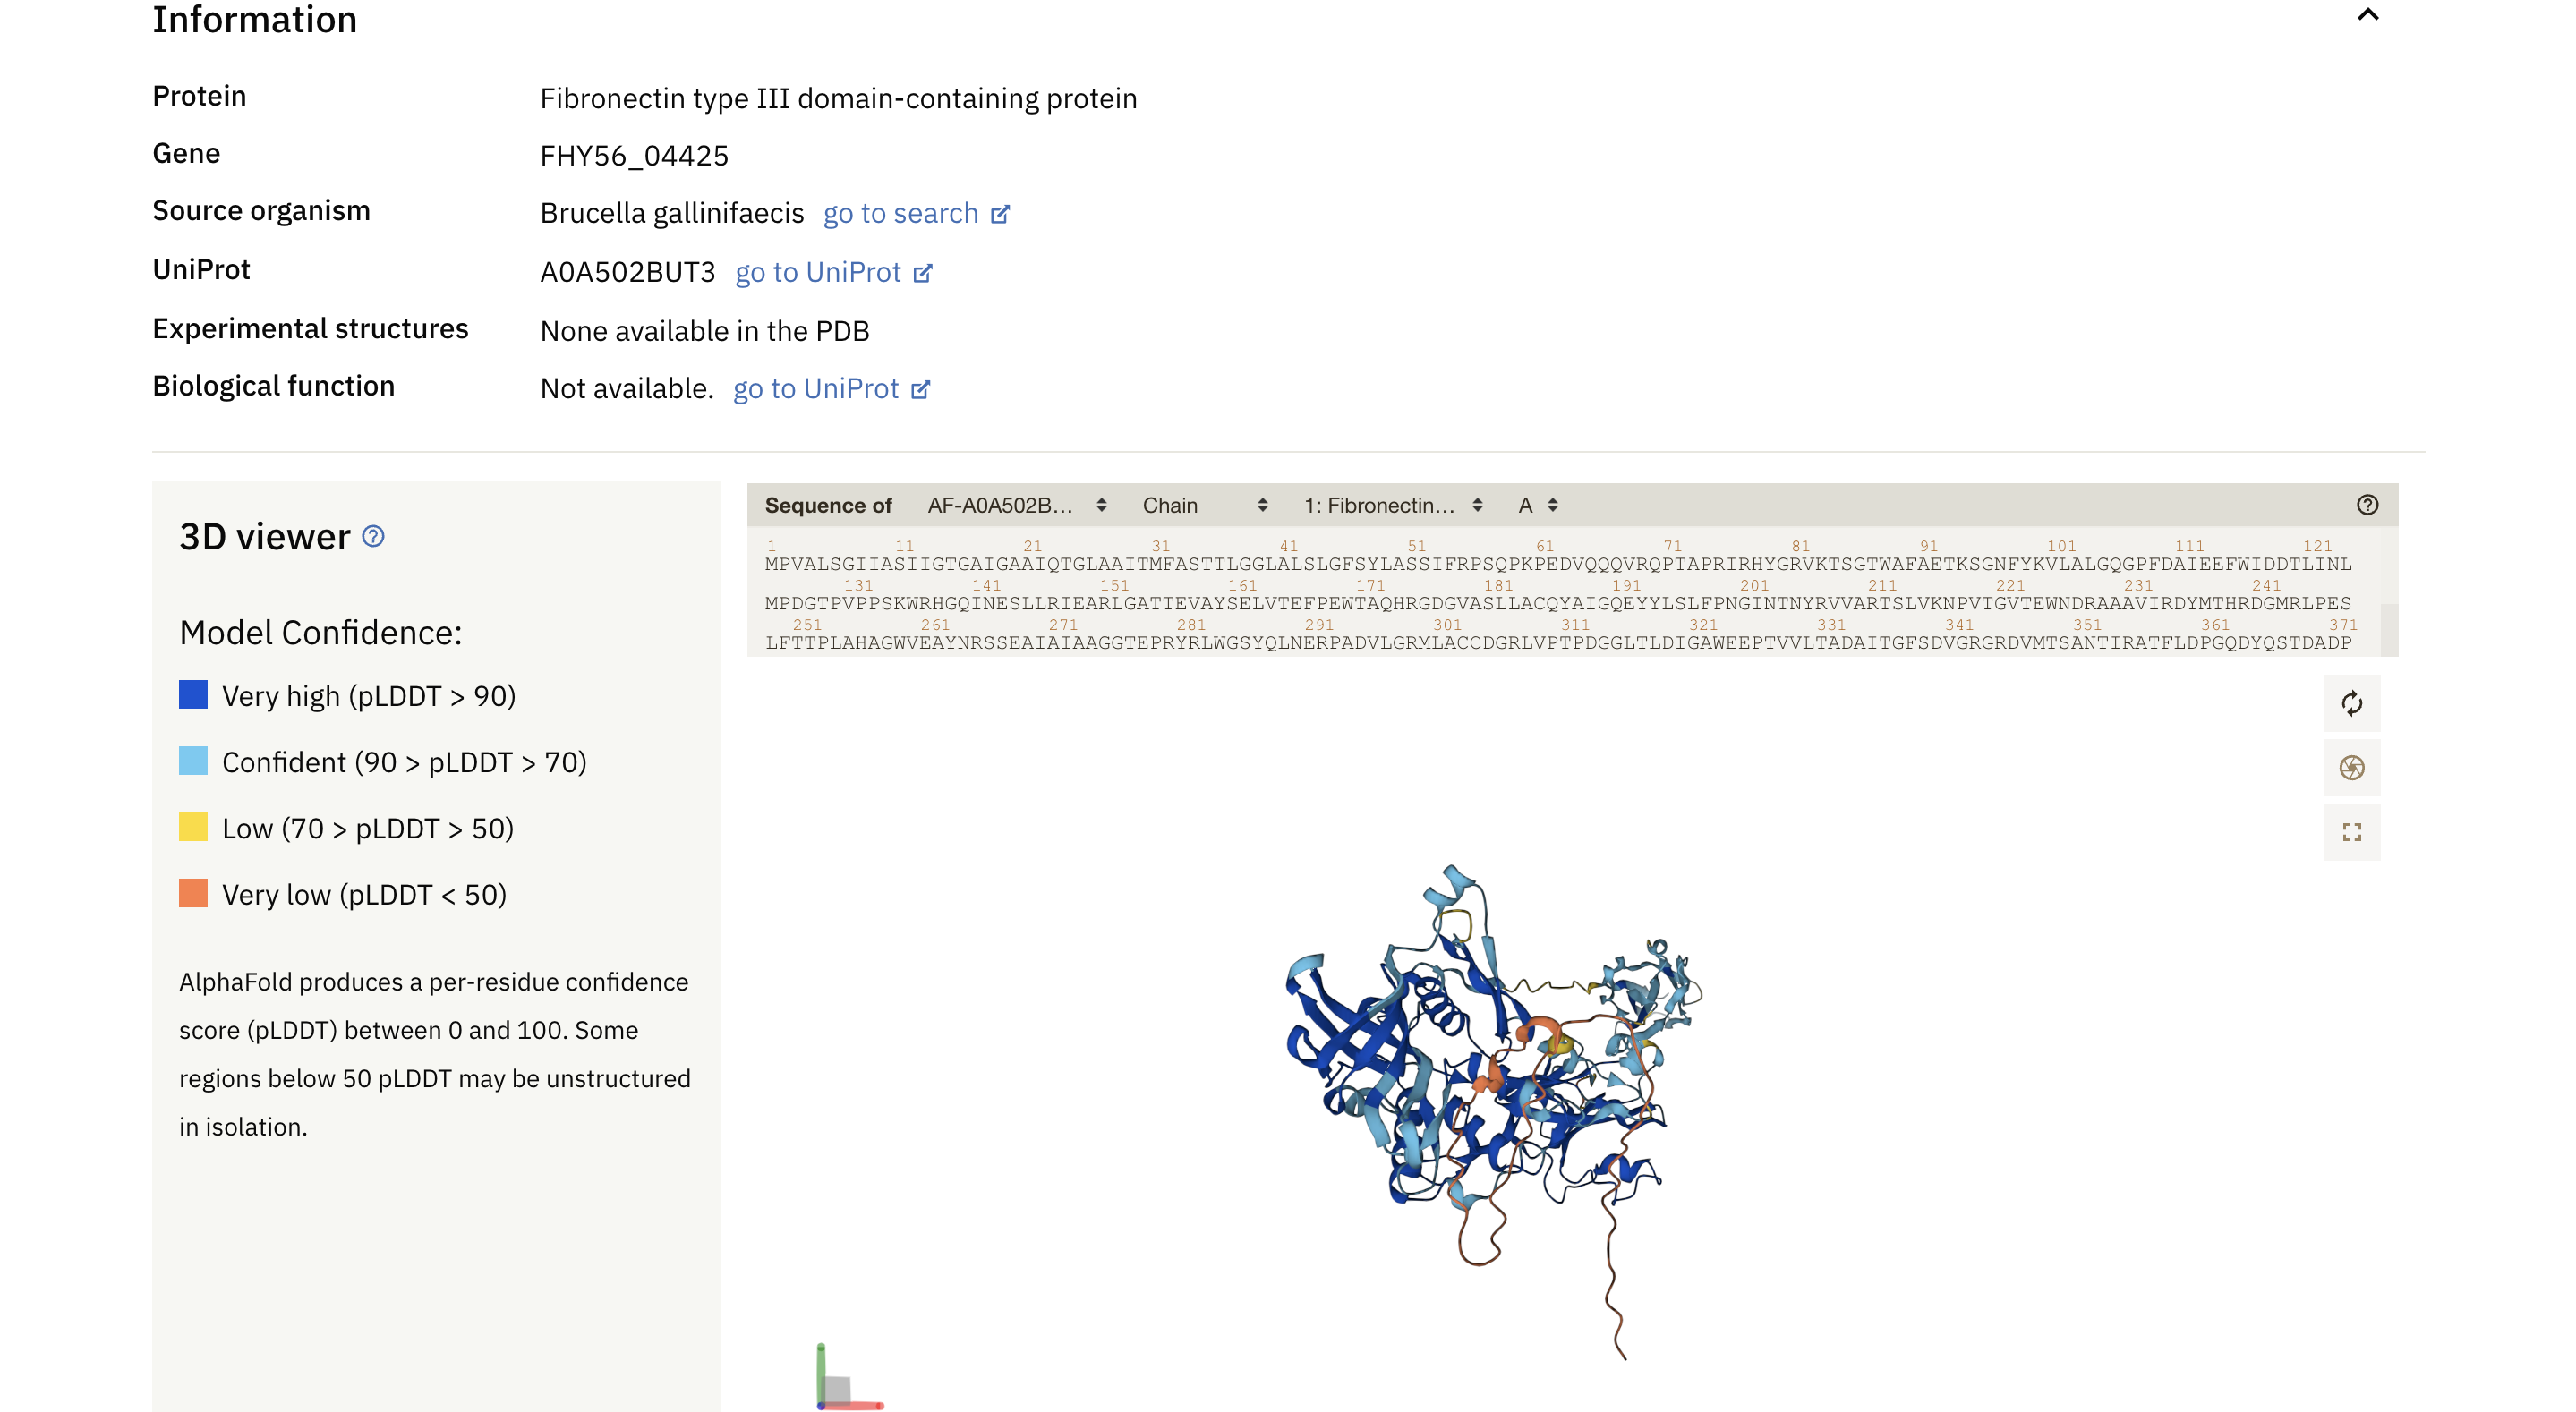 Information
Protein Fibronectin type III domain-containing protein
Gene FHY56_04425
Source organism Brucella gallinifaecis go to search
UniProt A0A502BUT3 go to UniProt
Experimental structures None available in the PDB
Biological function Not available. go to UniProt
3D viewer
Model Confidence:
Very high (pLDDT > 90)
Confident (90 > pLDDT > 70)
Low (70 > pLDDT > 50)
Very low (pLDDT < 50)
AlphaFold produces a per-residue confidence
score (pLDDT) between 0 and 100. Some
regions below 50 pLDDT may be unstructured
in isolation.
Sequence of AF-A0A502B... Chain 1: Fibronectin... A
1 11 21 31 41 51 61 71 81 91 101 111 121
MPVALSGIIASIIGTGAIGAAIQTGLAAITMFASTTLGGLALSLGFSYLASSIFRPSQPKPEDVQQQVRQPTAPRIRHYGRVKTSGTWAFAETKSGNFYKVLALGQGPFDAIEEFWIDDTLINL
131 141 151 161 171 181 191 201 211 221 231 241
MPDGTPVPPSKWRHGQINESLLRIEARLGATTEVAYSELVTEFPEWTAQHRGDGVASLLACQYAIGQEYYLSLFPNGINTNYRVVARTSLVKNPVTGVTEWNDRAAAVIRDYMTHRDGMRLPES
251 261 271 281 291 301 311 321 331 341 351 361 371
LFTTPLAHAGWVEAYNRSSEAIAIAAGGTEPRYRLWGSYQLNERPADVLGRMLACCDGRLVPTPDGGLTLDIGAWEEPTVVLTADAITGFSDVGRGRDVMTSANTIRATFLDPGQDYQSTDADP